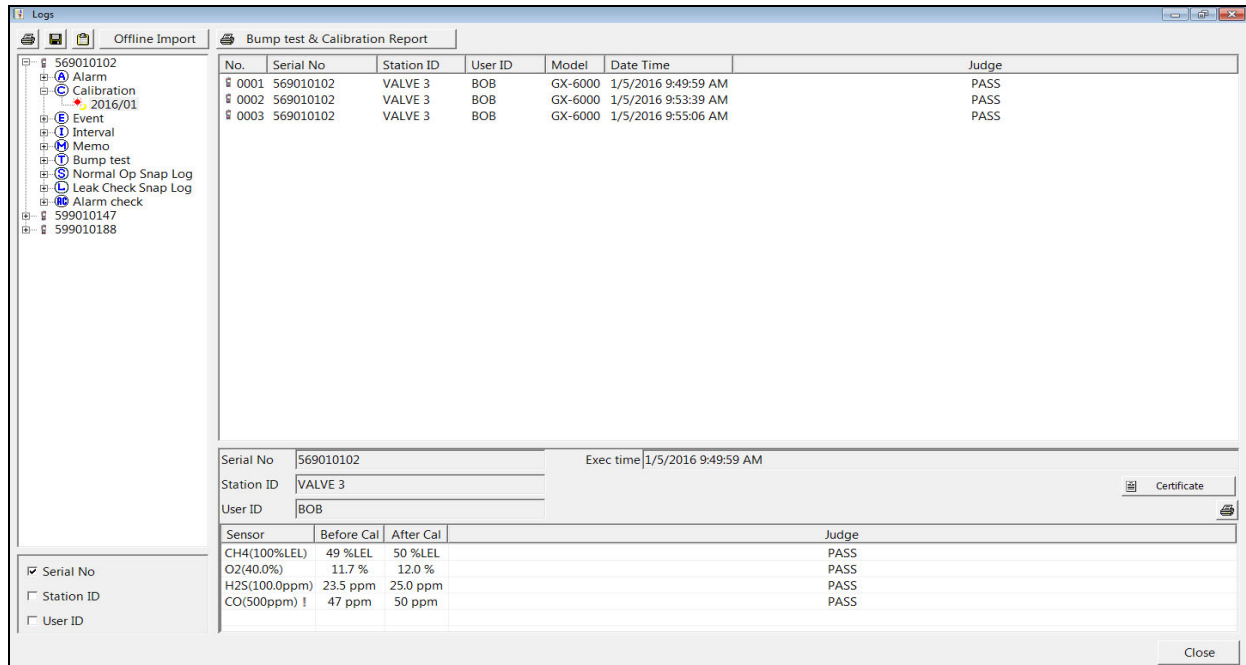 Logs
Offline Import Bump test & Calibration Report
569010102
A Alarm
C Calibration
2016/01
E Event
I Interval
M Memo
T Bump test
S Normal Op Snap Log
L Leak Check Snap Log
AC Alarm check
599010147
599010188
No. Serial No Station ID User ID Model Date Time Judge
0001 569010102 VALVE 3 BOB GX-6000 1/5/2016 9:49:59 AM PASS
0002 569010102 VALVE 3 BOB GX-6000 1/5/2016 9:53:39 AM PASS
0003 569010102 VALVE 3 BOB GX-6000 1/5/2016 9:55:06 AM PASS
Serial No 569010102 Exec time 1/5/2016 9:49:59 AM
Station ID VALVE 3 Certificate
User ID BOB
Sensor Before Cal After Cal Judge
CH4(100%LEL) 49 %LEL 50 %LEL PASS
O2(40.0%) 11.7 % 12.0 % PASS
H2S(100.0ppm) 23.5 ppm 25.0 ppm PASS
CO(500ppm) ! 47 ppm 50 ppm PASS
Serial No
Station ID
User ID
Close